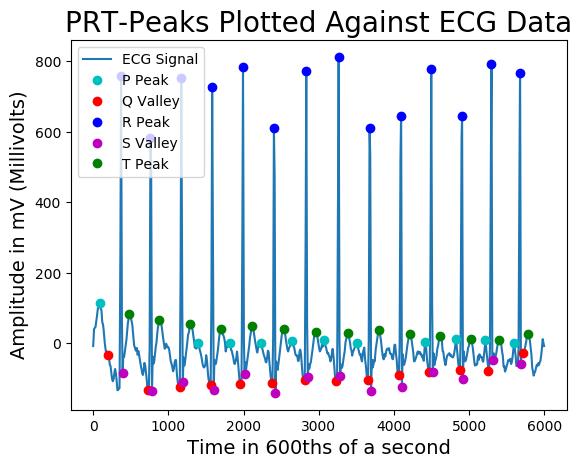 PRT-Peaks Plotted Against ECG Data
ECG Signal
P Peak
Q Valley
R Peak
S Valley
T Peak
Amplitude in mV (Millivolts)
800
600
400
200
0
0 1000 2000 3000 4000 5000 6000
Time in 600ths of a second